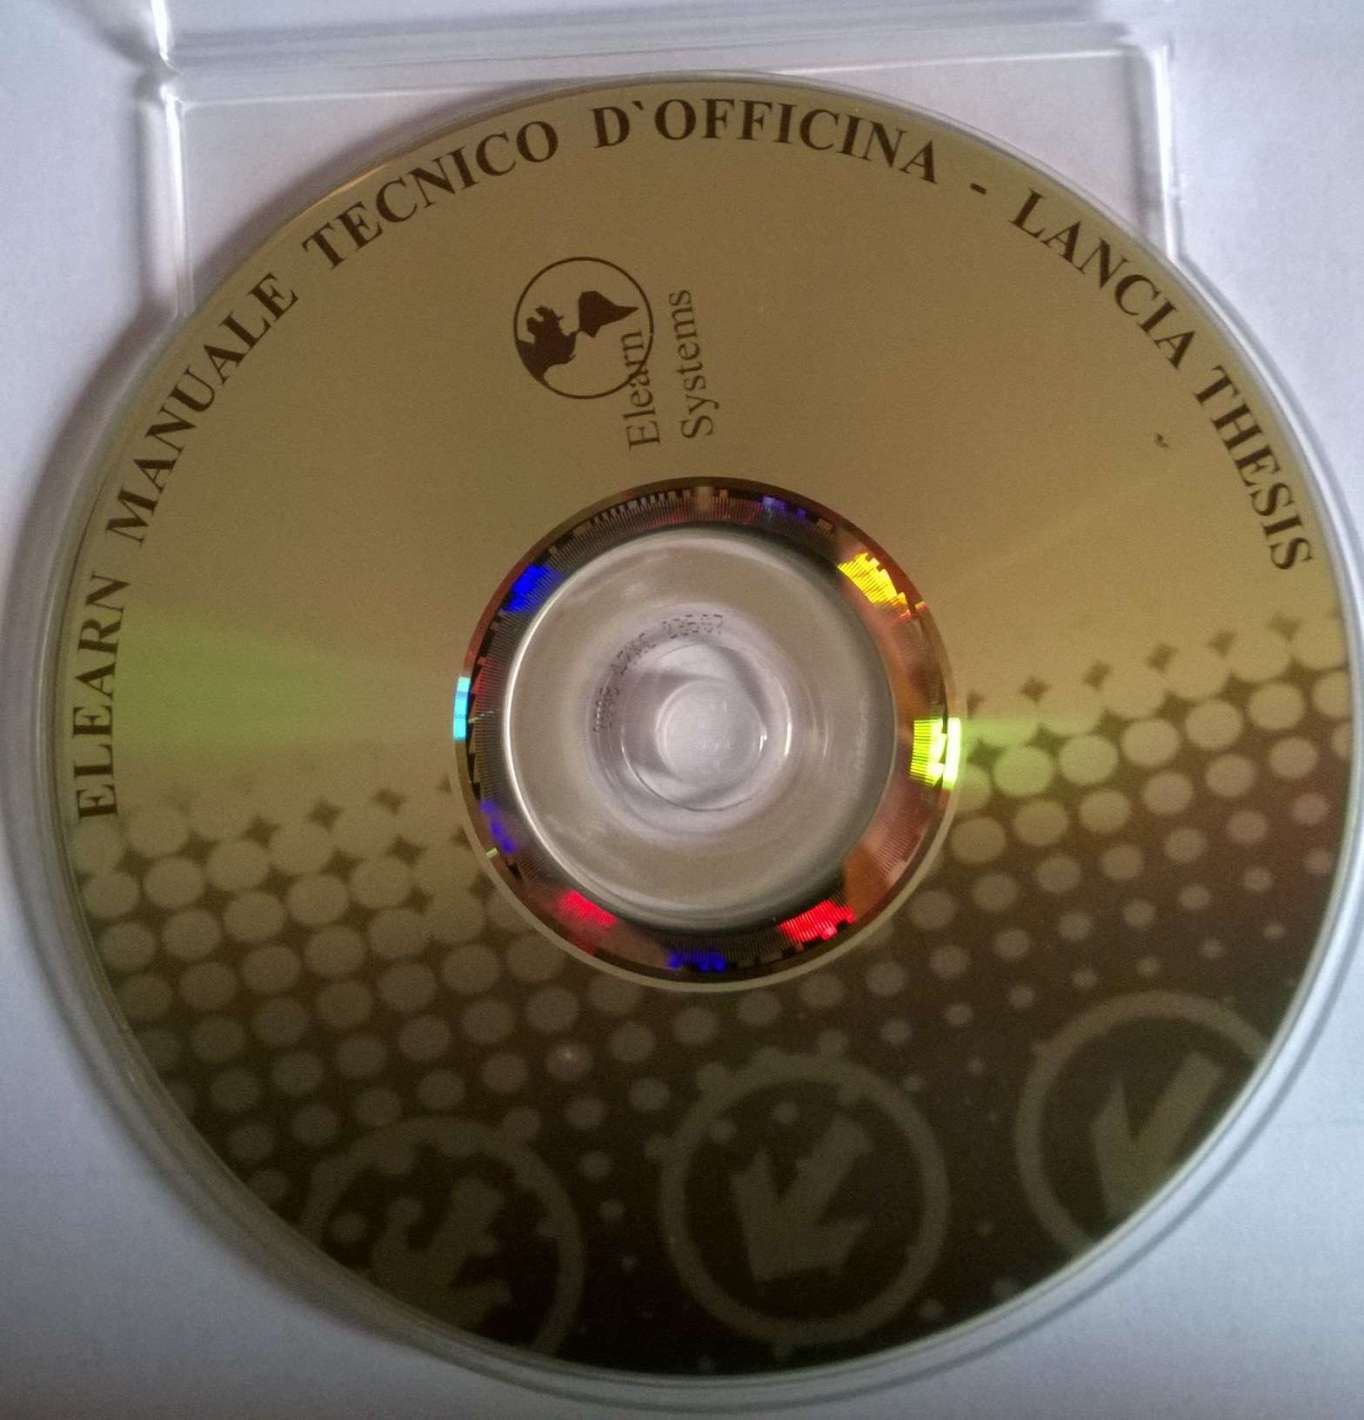 ELEARN MANUALE TECNICO D`OFFICINA - LANCIA THESIS
Elearn
Systems